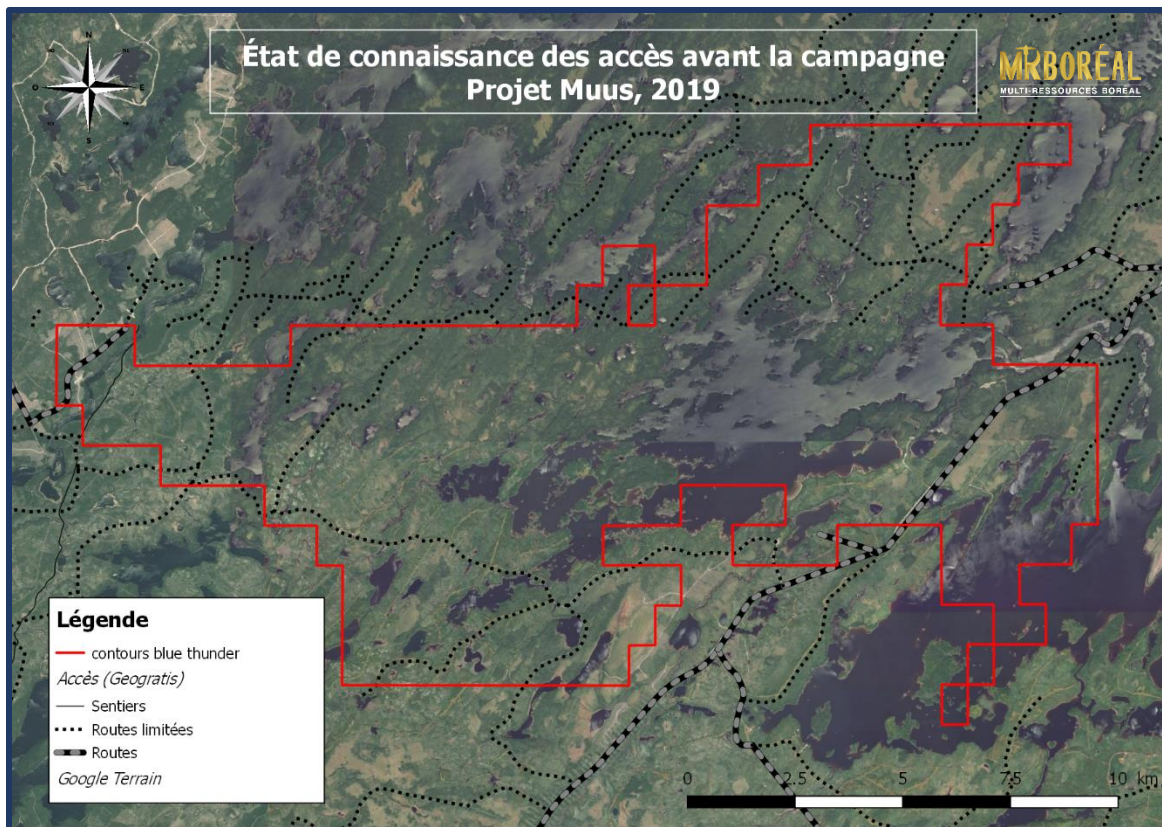 État de connaissance des accès avant la campagne
Projet Muus, 2019
MRBORÉAL
MULTI-RESSOURCES BORÉAL
N
E
S
O
Légende
contours blue thunder
Accès (Geogratis)
Sentiers
Routes limitées
Routes
Google Terrain
0 2.5 5 7.5 10 km